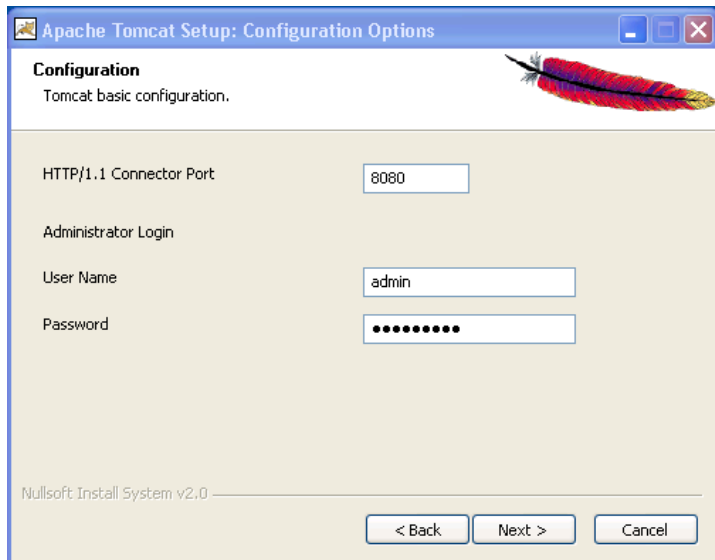 Apache Tomcat Setup: Configuration Options
Configuration
Tomcat basic configuration.
HTTP/1.1 Connector Port 8080
Administrator Login
User Name admin
Password ●●●●●●●●●
Nullsoft Install System v2.0
< Back Next > Cancel